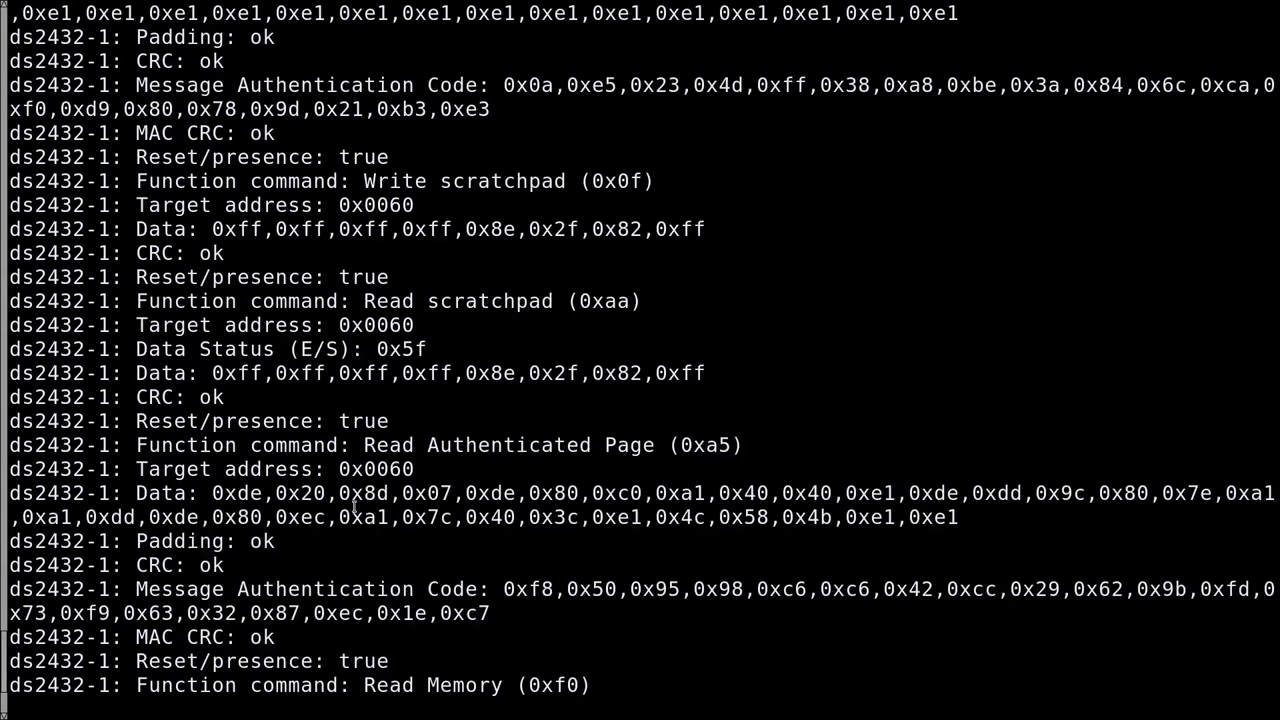 ,0xe1,0xe1,0xe1,0xe1,0xe1,0xe1,0xe1,0xe1,0xe1,0xe1,0xe1,0xe1,0xe1,0xe1,0xe1
ds2432-1: Padding: ok
ds2432-1: CRC: ok
ds2432-1: Message Authentication Code: 0x0a,0xe5,0x23,0x4d,0xff,0x38,0xa8,0xbe,0x3a,0x84,0x6c,0xca,0
xf0,0xd9,0x80,0x78,0x9d,0x21,0xb3,0xe3
ds2432-1: MAC CRC: ok
ds2432-1: Reset/presence: true
ds2432-1: Function command: Write scratchpad (0x0f)
ds2432-1: Target address: 0x0060
ds2432-1: Data: 0xff,0xff,0xff,0xff,0x8e,0x2f,0x82,0xff
ds2432-1: CRC: ok
ds2432-1: Reset/presence: true
ds2432-1: Function command: Read scratchpad (0xaa)
ds2432-1: Target address: 0x0060
ds2432-1: Data Status (E/S): 0x5f
ds2432-1: Data: 0xff,0xff,0xff,0xff,0x8e,0x2f,0x82,0xff
ds2432-1: CRC: ok
ds2432-1: Reset/presence: true
ds2432-1: Function command: Read Authenticated Page (0xa5)
ds2432-1: Target address: 0x0060
ds2432-1: Data: 0xde,0x20,0x8d,0x07,0xde,0x80,0xc0,0xa1,0x40,0x40,0xe1,0xde,0xdd,0x9c,0x80,0x7e,0xa1
,0xa1,0xdd,0xde,0x80,0xec,0xa1,0x7c,0x40,0x3c,0xe1,0x4c,0x58,0x4b,0xe1,0xe1
ds2432-1: Padding: ok
ds2432-1: CRC: ok
ds2432-1: Message Authentication Code: 0xf8,0x50,0x95,0x98,0xc6,0xc6,0x42,0xcc,0x29,0x62,0x9b,0xfd,0
x73,0xf9,0x63,0x32,0x87,0xec,0x1e,0xc7
ds2432-1: MAC CRC: ok
ds2432-1: Reset/presence: true
ds2432-1: Function command: Read Memory (0xf0)